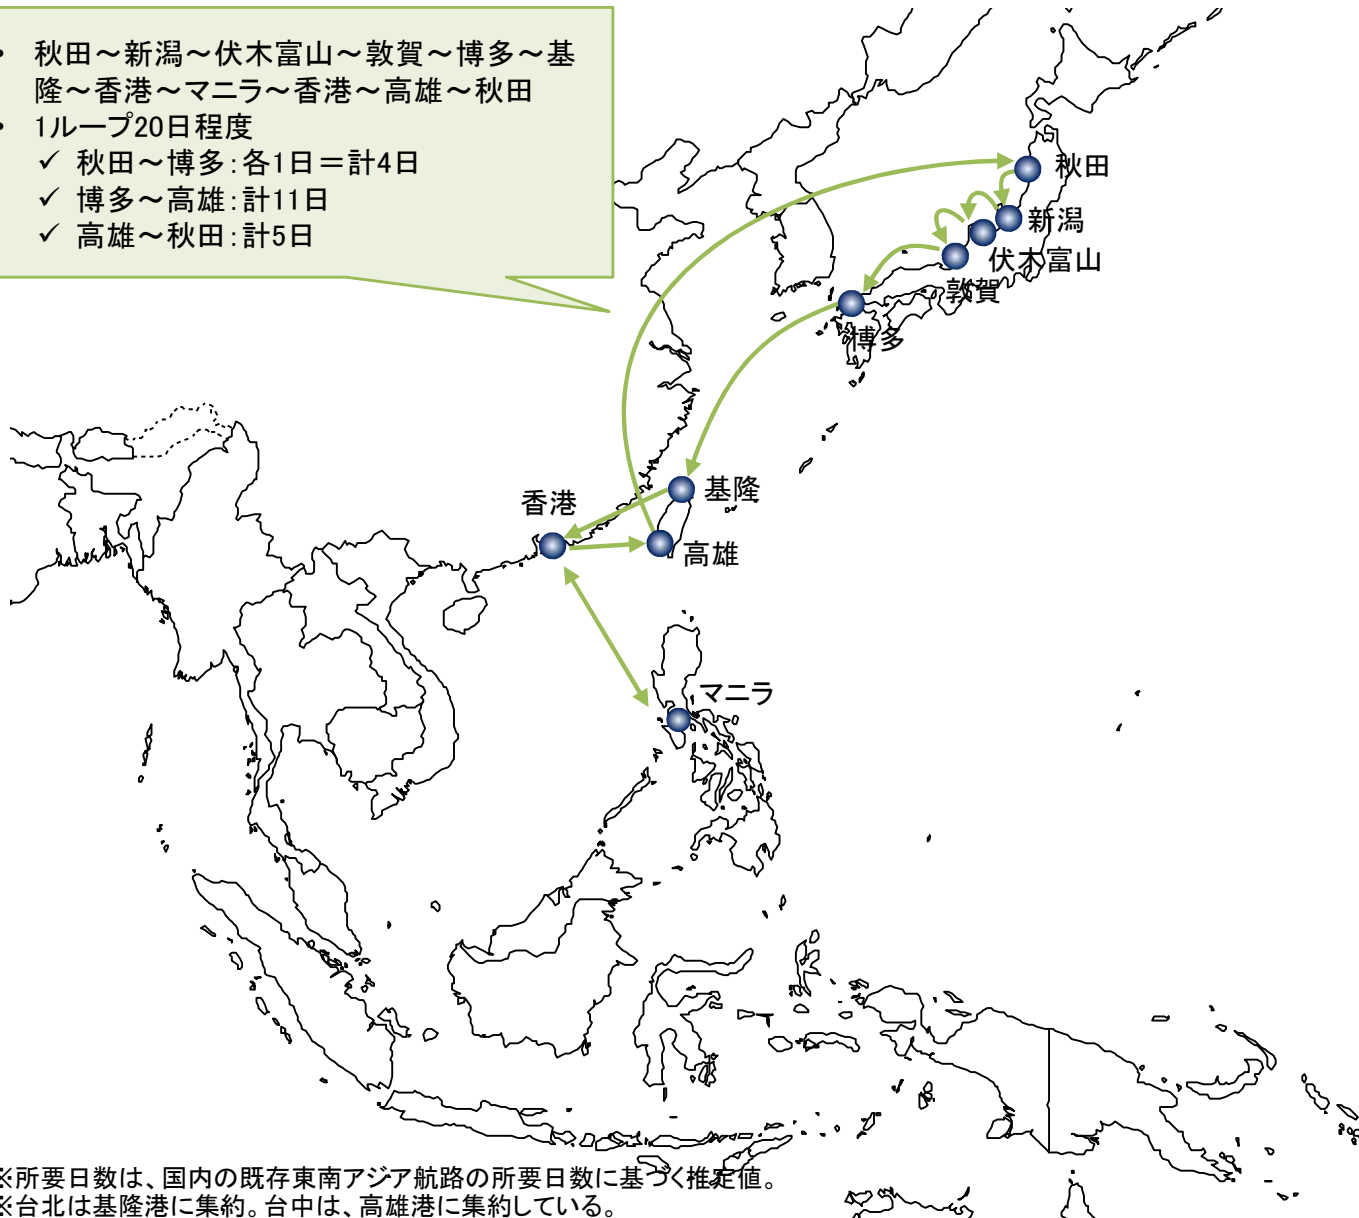 ・ 秋田～新潟～伏木富山～敦賀～博多～基
隆～香港～マニラ～香港～高雄～秋田
・ 1ループ20日程度
✓ 秋田～博多：各1日＝計4日
✓ 博多～高雄：計11日
✓ 高雄～秋田：計5日
秋田
新潟
伏木富山
敦賀
博多
基隆
香港
高雄
マニラ
※所要日数は、国内の既存東南アジア航路の所要日数に基づく推定値。
※台北は基隆港に集約。台中は、高雄港に集約している。